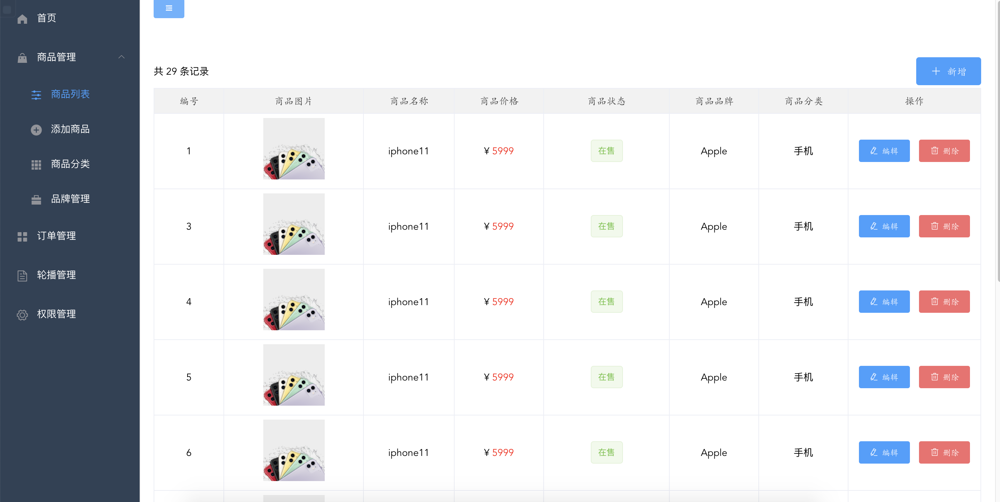 首页
商品管理
商品列表
添加商品
商品分类
品牌管理
订单管理
轮播管理
权限管理
共 29 条记录
新增
编号 商品图片 商品名称 商品价格 商品状态 商品品牌 商品分类 操作
1 iphone11 ¥ 5999 在售 Apple 手机 编辑 删除
3 iphone11 ¥ 5999 在售 Apple 手机 编辑 删除
4 iphone11 ¥ 5999 在售 Apple 手机 编辑 删除
5 iphone11 ¥ 5999 在售 Apple 手机 编辑 删除
6 iphone11 ¥ 5999 在售 Apple 手机 编辑 删除